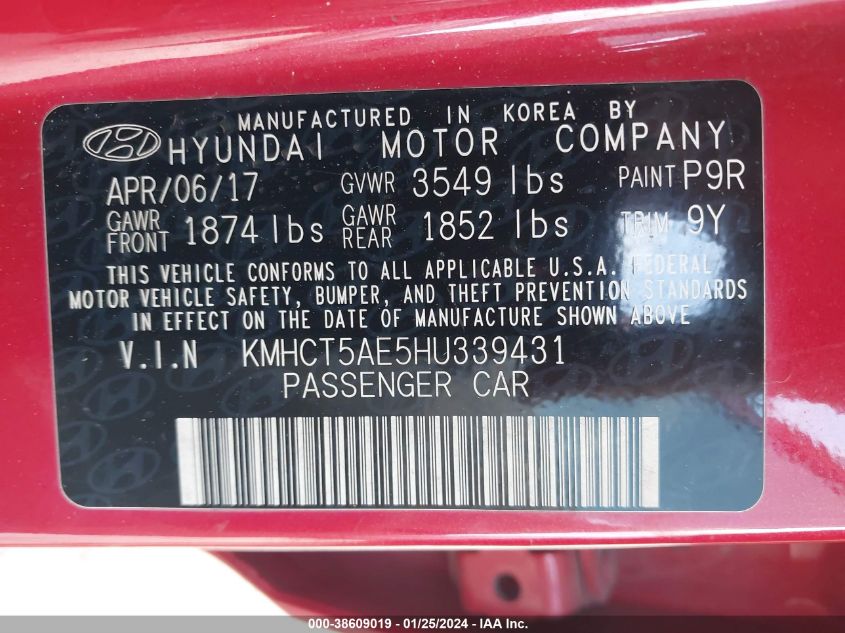 MANUFACTURED IN KOREA BY
HYUNDAI MOTOR COMPANY
APR/06/17 GVWR 3549 lbs PAINT P9R
GAWR FRONT 1874 lbs GAWR REAR 1852 lbs TRIM 9Y
THIS VEHICLE CONFORMS TO ALL APPLICABLE U.S.A. FEDERAL
MOTOR VEHICLE SAFETY, BUMPER, AND THEFT PREVENTION STANDARDS
IN EFFECT ON THE DATE OF MANUFACTURE SHOWN ABOVE
V.I.N KMHCT5AE5HU339431
PASSENGER CAR
000-38609019 - 01/25/2024 - IAA Inc.